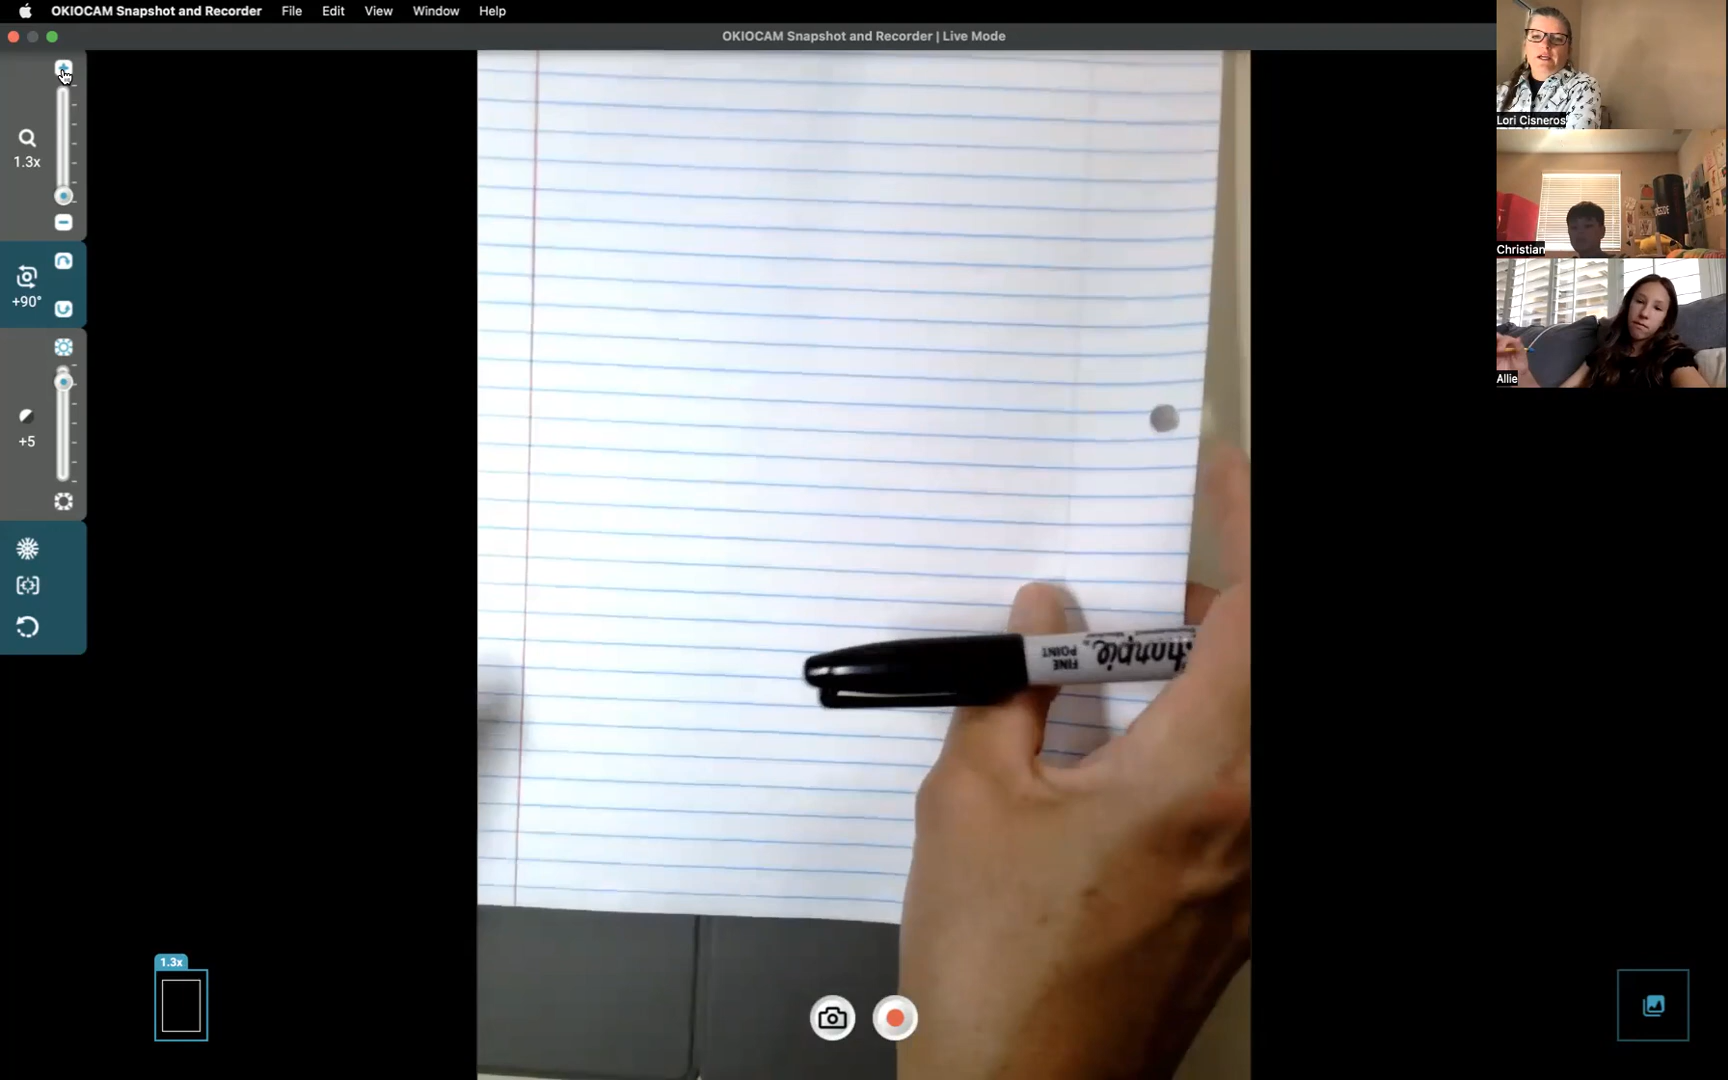 OKIOCAM Snapshot and Recorder File Edit View Window Help
OKIOCAM Snapshot and Recorder | Live Mode
1.3x
+90°
+5
Lori Cisneros
Christian
Allie
FINE
POINT
Sharpie
1.3x